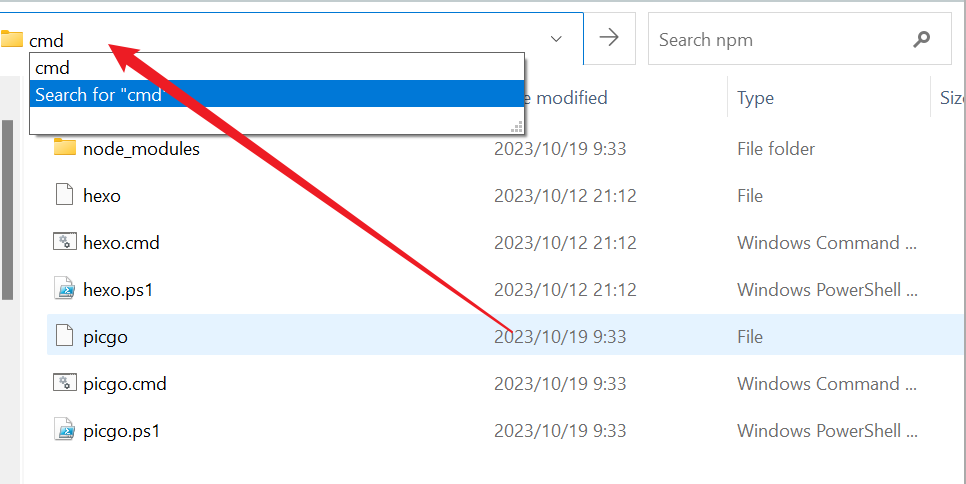 cmd
Search npm
cmd
Search for "cmd"
modified
Type
node_modules
2023/10/19 9:33
File folder
hexo
2023/10/12 21:12
File
hexo.cmd
2023/10/12 21:12
Windows Command ...
hexo.ps1
2023/10/12 21:12
Windows PowerShell ...
picgo
2023/10/19 9:33
File
picgo.cmd
2023/10/19 9:33
Windows Command ...
picgo.ps1
2023/10/19 9:33
Windows PowerShell ...